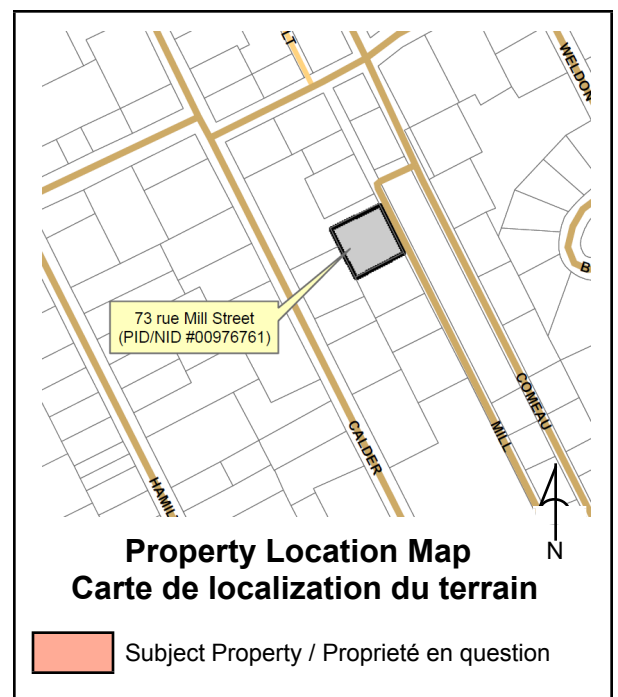 LT
WELDON
B
73 rue Mill Street
(PID/NID #00976761)
COMEAU
CALDER
MILL
HAMIL
N
Property Location Map
Carte de localization du terrain
Subject Property / Proprieté en question